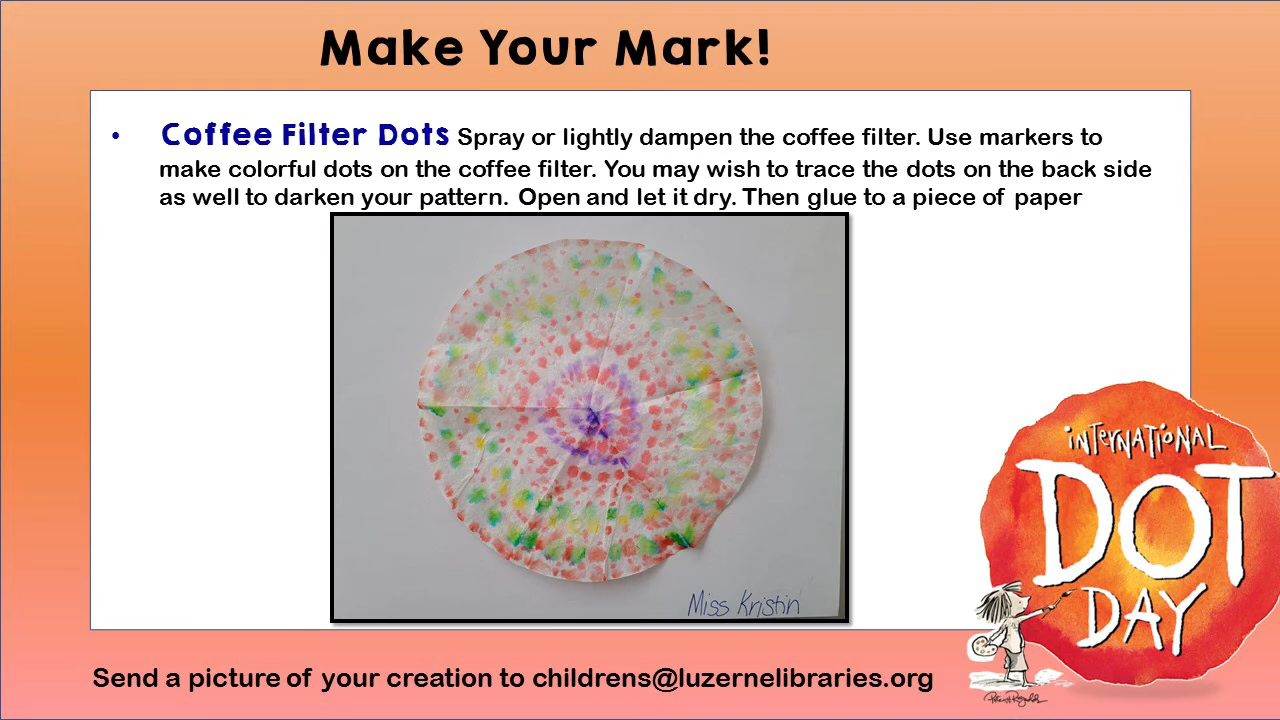 Make Your Mark!
• Coffee Filter Dots Spray or lightly dampen the coffee filter. Use markers to
make colorful dots on the coffee filter. You may wish to trace the dots on the back side
as well to darken your pattern. Open and let it dry. Then glue to a piece of paper
Miss Kristin
INTERNATIONAL
DOT
DAY
Send a picture of your creation to childrens@luzernelibraries.org